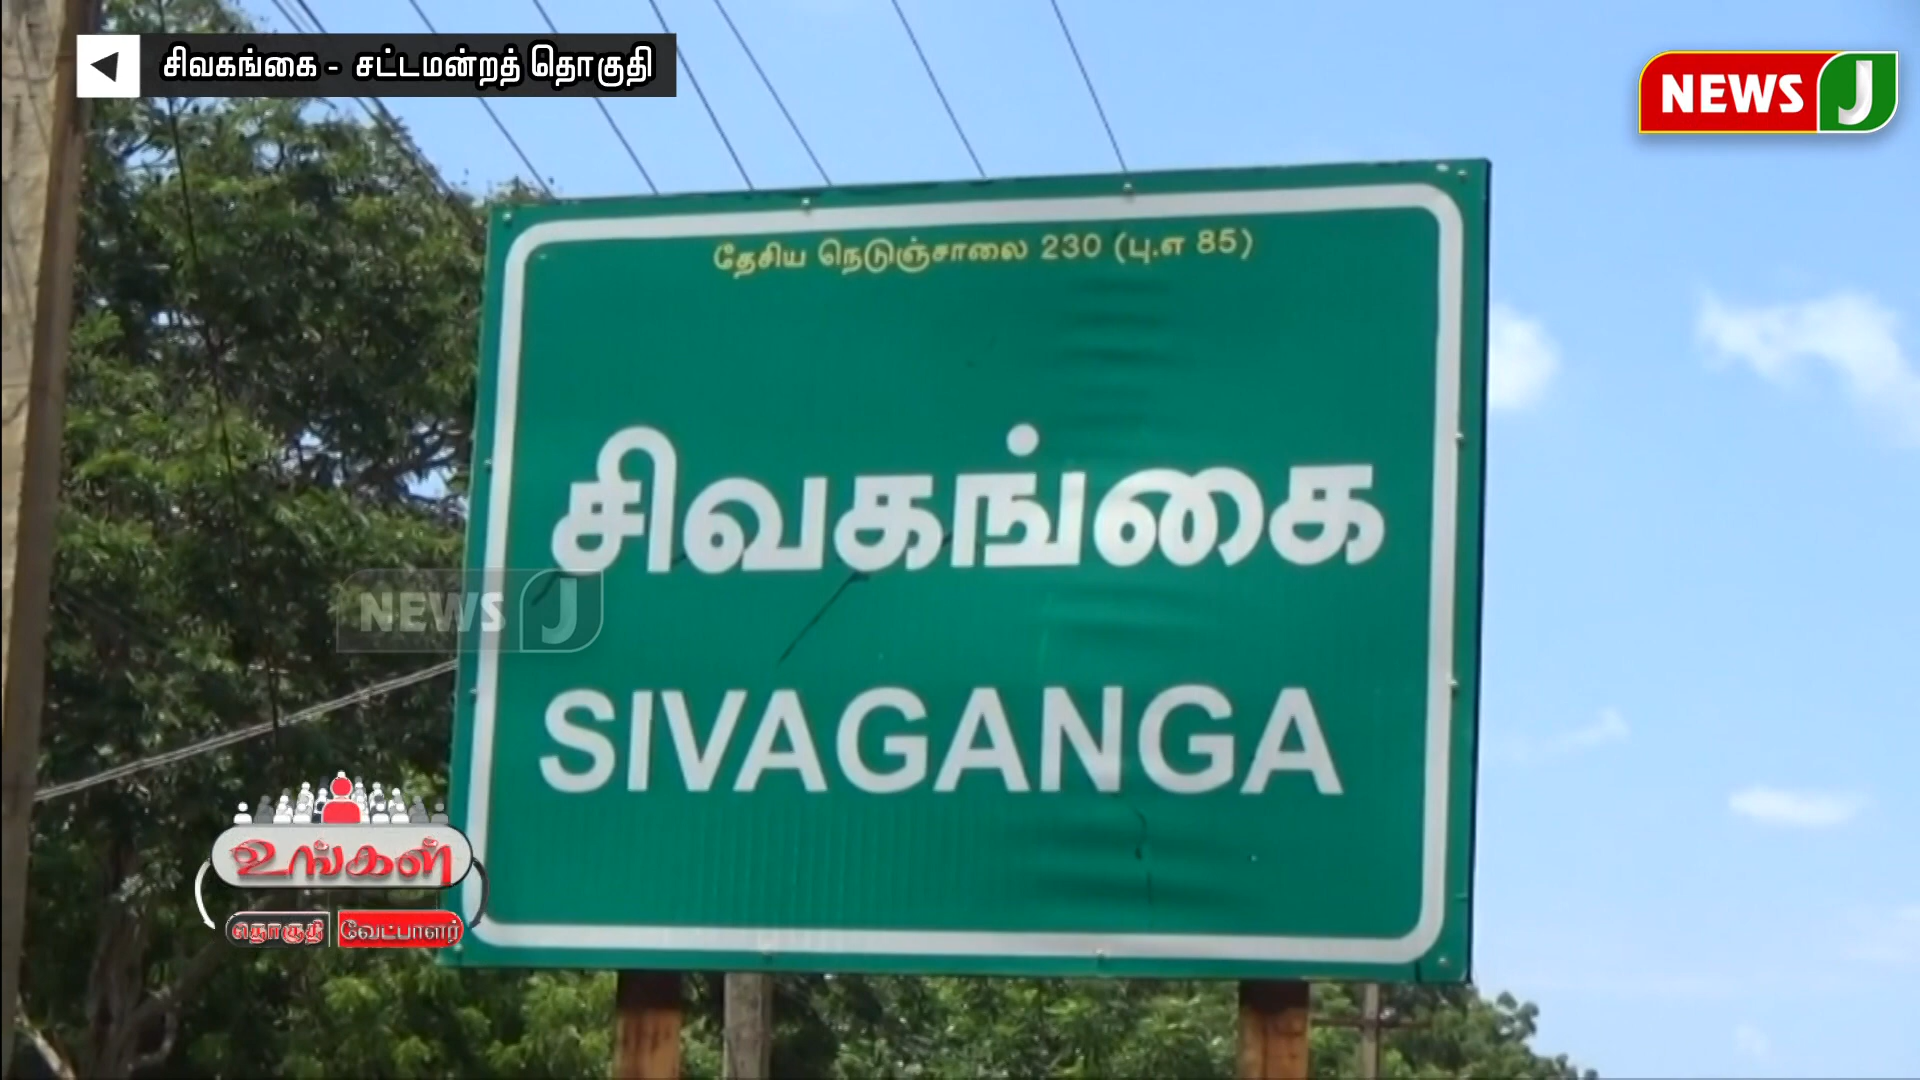 சிவகங்கை - சட்டமன்றத் தொகுதி
NEWS J
தேசிய நெடுஞ்சாலை 230 (பு.எ 85)
சிவகங்கை
NEWS J
SIVAGANGA
உங்கள்
தொகுதி வேட்பாளர்